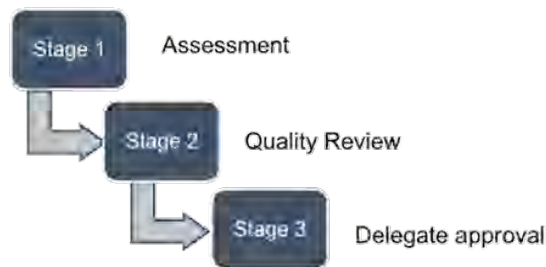 Stage 1
Assessment
Stage 2
Quality Review
Stage 3
Delegate approval